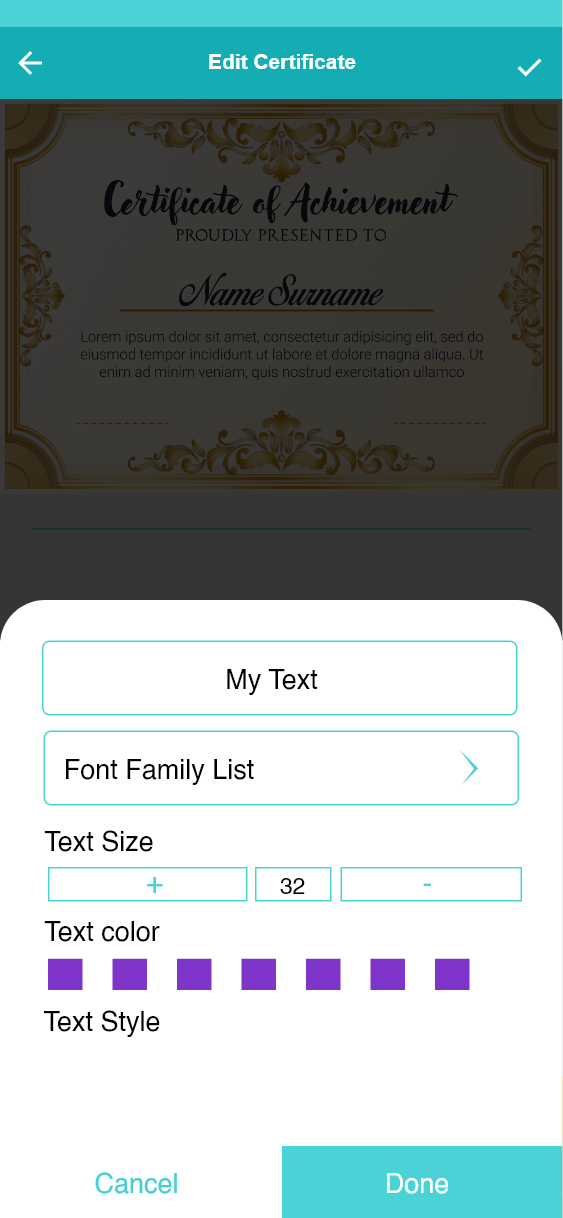 Edit Certificate
Certificate of Achievement
PROUDLY PRESENTED TO
Name Surname
Lorem ipsum dolor sit amet, consectetur adipisicing elit, sed do
eiusmod tempor incididunt ut labore et dolore magna aliqua. Ut
enim ad minim veniam, quis nostrud exercitation ullamco
My Text
Font Family List
Text Size
+ 32 -
Text color
Text Style
Cancel Done